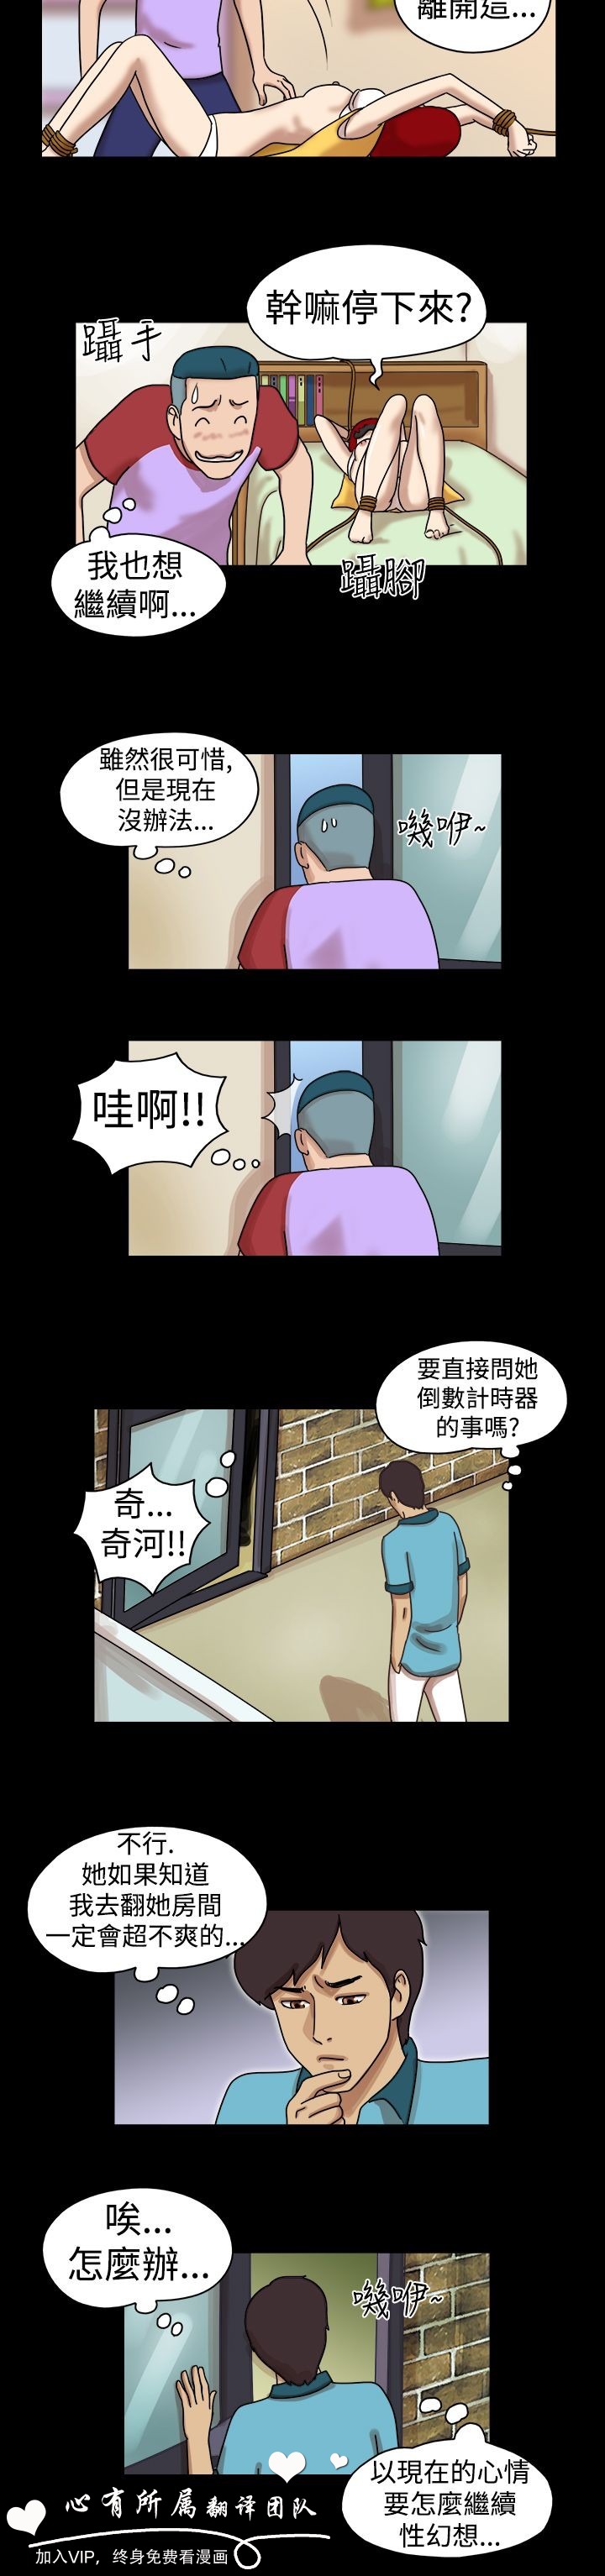 離開這...
幹嘛停下來?
躡手
我也想
繼續啊...
躡腳
雖然很可惜,
但是現在
沒辦法...
嘰咿~
哇啊!!
要直接問她
倒數計時器
的事嗎?
奇...
奇河!!
不行.
她如果知道
我去翻她房間
一定會超不爽的...
唉...
怎麼辦...
嘰咿~
以現在的心情
要怎麼繼續
性幻想...
心有所属翻译团队
加入VIP，终身免费看漫画